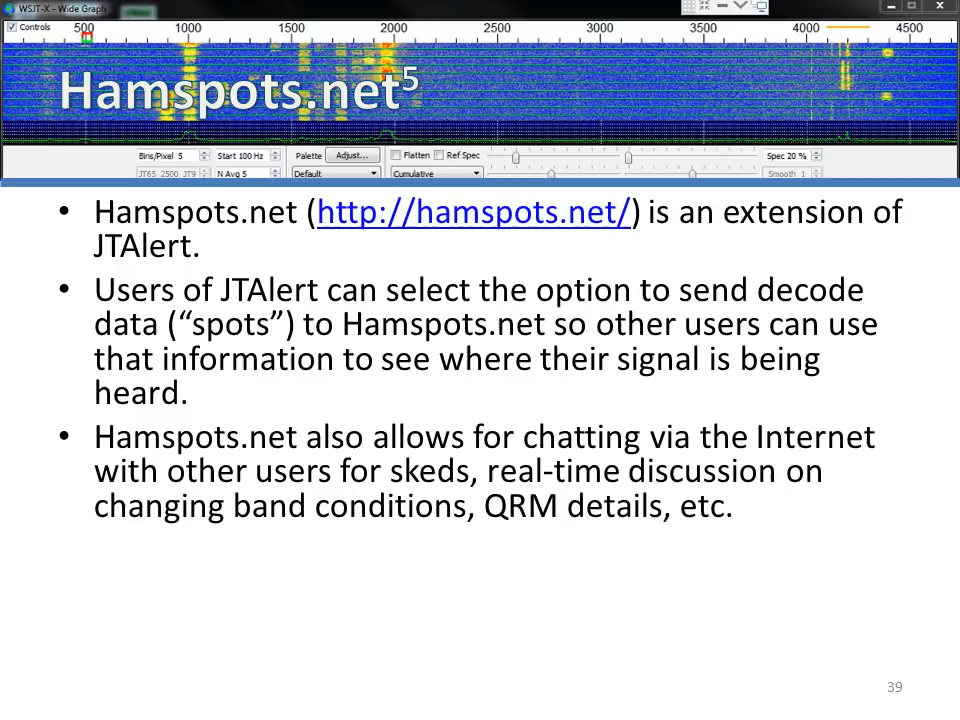 WSJT-X - Wide Graph
Controls 500 1000 1500 2000 2500 3000 3500 4000 4500
Hamspots.net5
Bins/Pixel 5 Start 100 Hz Palette Adjust... Flatten Ref Spec Spec 20 %
JT65 2500 JT9 N Avg 5 Default Cumulative Smooth 1
• Hamspots.net (http://hamspots.net/) is an extension of
JTAlert.
• Users of JTAlert can select the option to send decode
data (“spots”) to Hamspots.net so other users can use
that information to see where their signal is being
heard.
• Hamspots.net also allows for chatting via the Internet
with other users for skeds, real-time discussion on
changing band conditions, QRM details, etc.
39